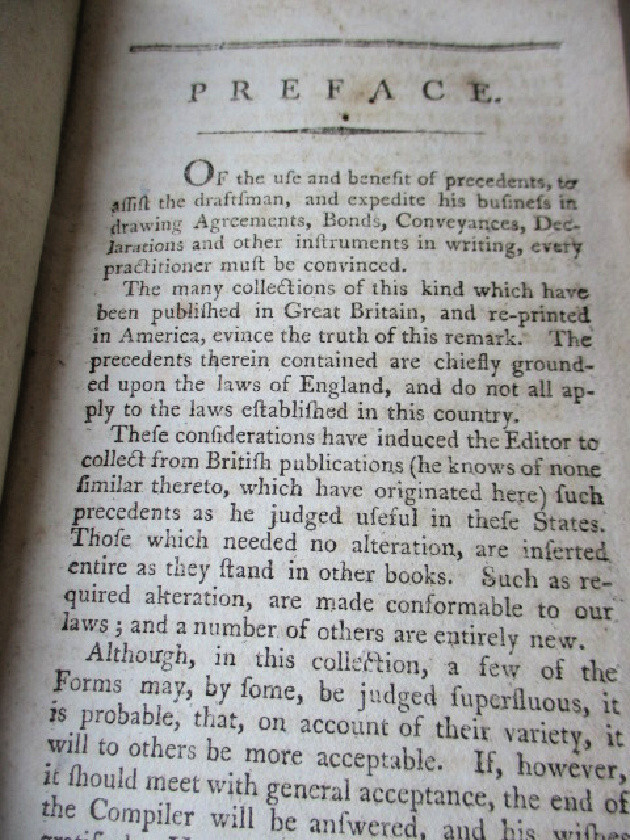 PREFACE.
OF the uſe and benefit of precedents, to
aſſiſt the draftſman, and expedite his buſineſs in
drawing Agreements, Bonds, Conveyances, Dec-
larations and other inſtruments in writing, every
practitioner muſt be convinced.
The many collections of this kind which have
been publiſhed in Great Britain, and re-printed
in America, evince the truth of this remark. The
precedents therein contained are chiefly ground-
ed upon the laws of England, and do not all ap-
ply to the laws eſtabliſhed in this country.
Theſe conſiderations have induced the Editor to
collect from Britiſh publications (he knows of none
ſimilar thereto, which have originated here) ſuch
precedents as he judged uſeful in theſe States.
Thoſe which needed no alteration, are inſerted
entire as they ſtand in other books. Such as re-
quired alteration, are made conformable to our
laws; and a number of others are entirely new.
Although, in this collection, a few of the
Forms may, by ſome, be judged ſuperfluous, it
is probable, that, on account of their variety, it
will to others be more acceptable. If, however,
it ſhould meet with general acceptance, the end of
the Compiler will be anſwered, and his wiſhes